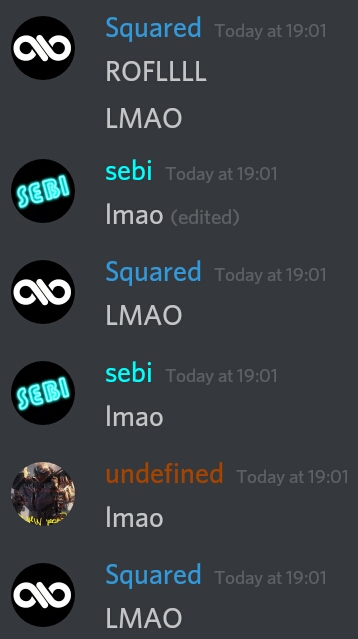 Squared Today at 19:01
ROFLLLL
LMAO
SEBI
sebi Today at 19:01
lmao (edited)
Squared Today at 19:01
LMAO
SEBI
sebi Today at 19:01
lmao
undefined Today at 19:01
lmao
Squared Today at 19:01
LMAO